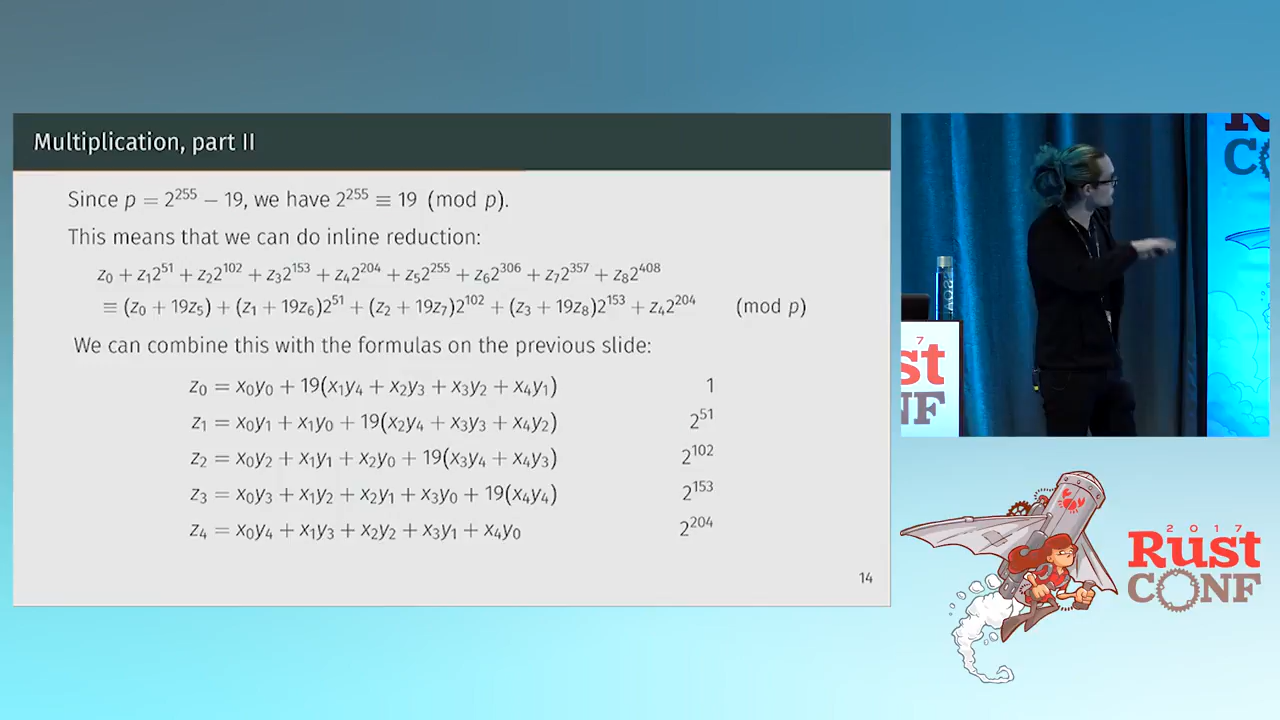 Multiplication, part II
Since p = 2²⁵⁵ − 19, we have 2²⁵⁵ ≡ 19 (mod p).
This means that we can do inline reduction:
z₀ + z₁2⁵¹ + z₂2¹⁰² + z₃2¹⁵³ + z₄2²⁰⁴ + z₅2²⁵⁵ + z₆2³⁰⁶ + z₇2³⁵⁷ + z₈2⁴⁰⁸
≡ (z₀ + 19z₅) + (z₁ + 19z₆)2⁵¹ + (z₂ + 19z₇)2¹⁰² + (z₃ + 19z₈)2¹⁵³ + z₄2²⁰⁴ (mod p)
We can combine this with the formulas on the previous slide:
z₀ = x₀y₀ + 19(x₁y₄ + x₂y₃ + x₃y₂ + x₄y₁) 1
z₁ = x₀y₁ + x₁y₀ + 19(x₂y₄ + x₃y₃ + x₄y₂) 2⁵¹
z₂ = x₀y₂ + x₁y₁ + x₂y₀ + 19(x₃y₄ + x₄y₃) 2¹⁰²
z₃ = x₀y₃ + x₁y₂ + x₂y₁ + x₃y₀ + 19(x₄y₄) 2¹⁵³
z₄ = x₀y₄ + x₁y₃ + x₂y₂ + x₃y₁ + x₄y₀ 2²⁰⁴
14
7
st
NF
C
2017
Rust
CONF